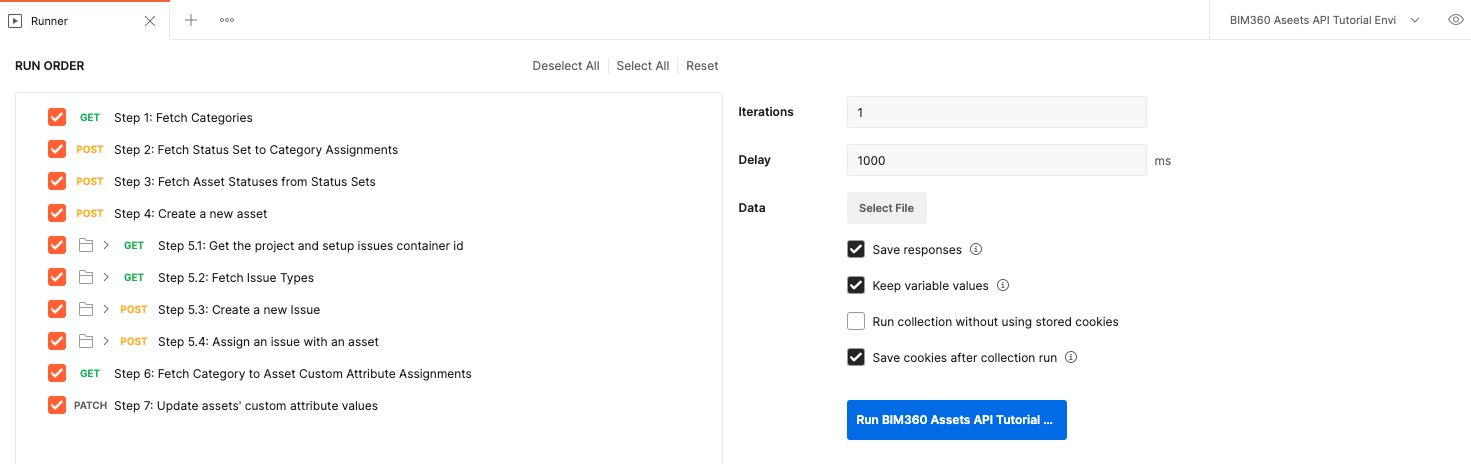 Runner
BIM360 Aseets API Tutorial Envi
RUN ORDER
Deselect All
Select All
Reset
GET Step 1: Fetch Categories
POST Step 2: Fetch Status Set to Category Assignments
POST Step 3: Fetch Asset Statuses from Status Sets
POST Step 4: Create a new asset
GET Step 5.1: Get the project and setup issues container id
GET Step 5.2: Fetch Issue Types
POST Step 5.3: Create a new Issue
POST Step 5.4: Assign an issue with an asset
GET Step 6: Fetch Category to Asset Custom Attribute Assignments
PATCH Step 7: Update assets' custom attribute values
Iterations 1
Delay 1000 ms
Data Select File
Save responses
Keep variable values
Run collection without using stored cookies
Save cookies after collection run
Run BIM360 Assets API Tutorial ...